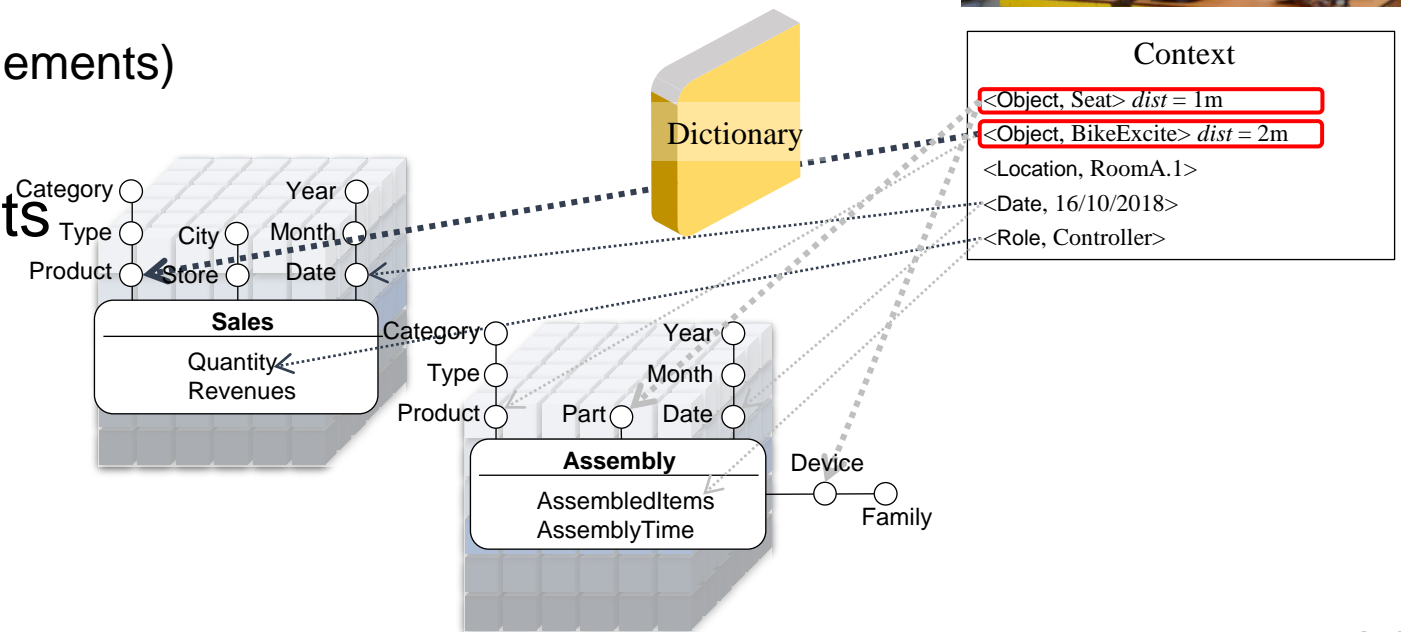 ements)
ts
Dictionary
Context
<Object, Seat> dist = 1m
<Object, BikeExcite> dist = 2m
<Location, RoomA.1>
<Date, 16/10/2018>
<Role, Controller>
Category
Type
Product
City
Store
Year
Month
Date
Sales
Quantity
Revenues
Category
Type
Product
Part
Year
Month
Date
Assembly
AssembledItems
AssemblyTime
Device
Family